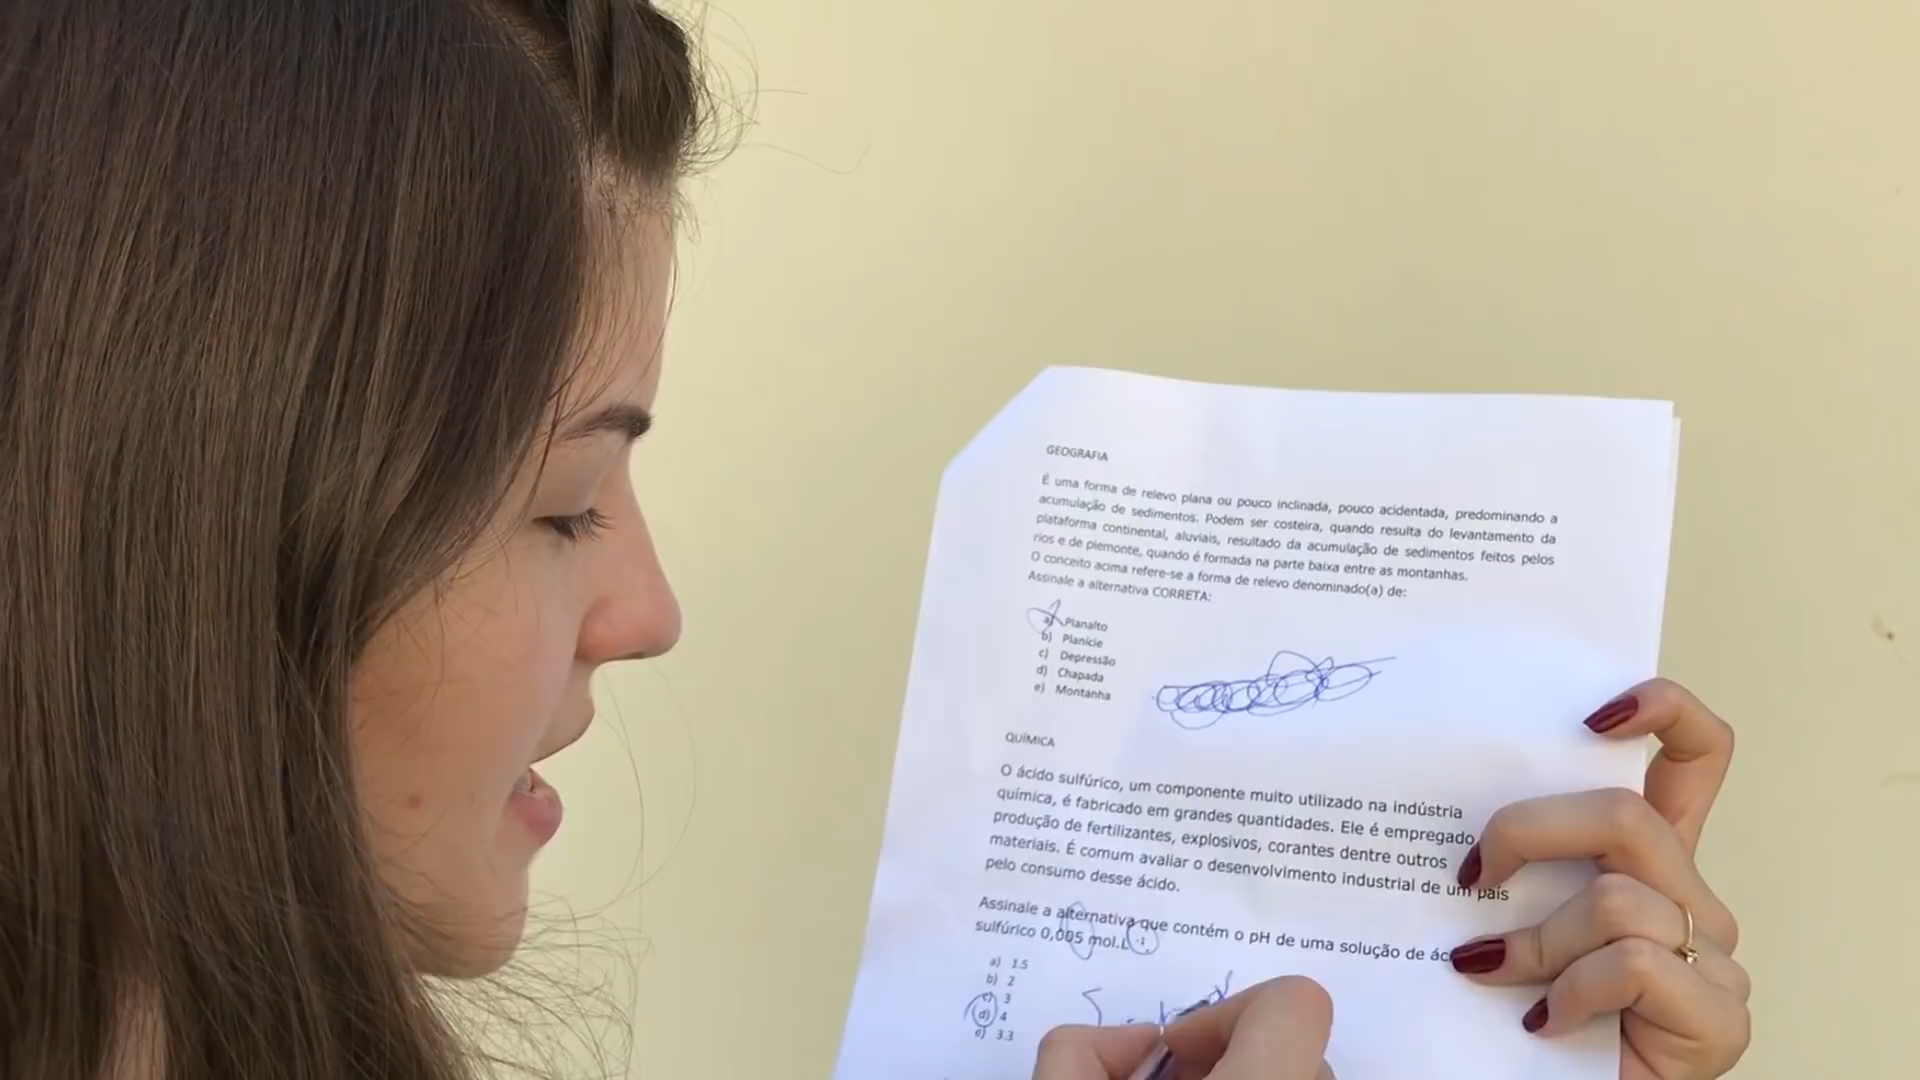 GEOGRAFIA
É uma forma de relevo plana ou pouco inclinada, pouco acidentada, predominando a
acumulação de sedimentos. Podem ser costeira, quando resulta do levantamento da
plataforma continental, aluviais, resultado da acumulação de sedimentos feitos pelos
rios e de piemonte, quando é formada na parte baixa entre as montanhas.
O conceito acima refere-se a forma de relevo denominado(a) de:
Assinale a alternativa CORRETA:
a) Planalto
b) Planície
c) Depressão
d) Chapada
e) Montanha
QUÍMICA
O ácido sulfúrico, um componente muito utilizado na indústria
química, é fabricado em grandes quantidades. Ele é empregado
produção de fertilizantes, explosivos, corantes dentre outros
materiais. É comum avaliar o desenvolvimento industrial de um país
pelo consumo desse ácido.
Assinale a alternativa que contém o pH de uma solução de
sulfúrico 0,005 mol.L
a) 1.5
b) 2
c) 3
d) 4
e) 3.3